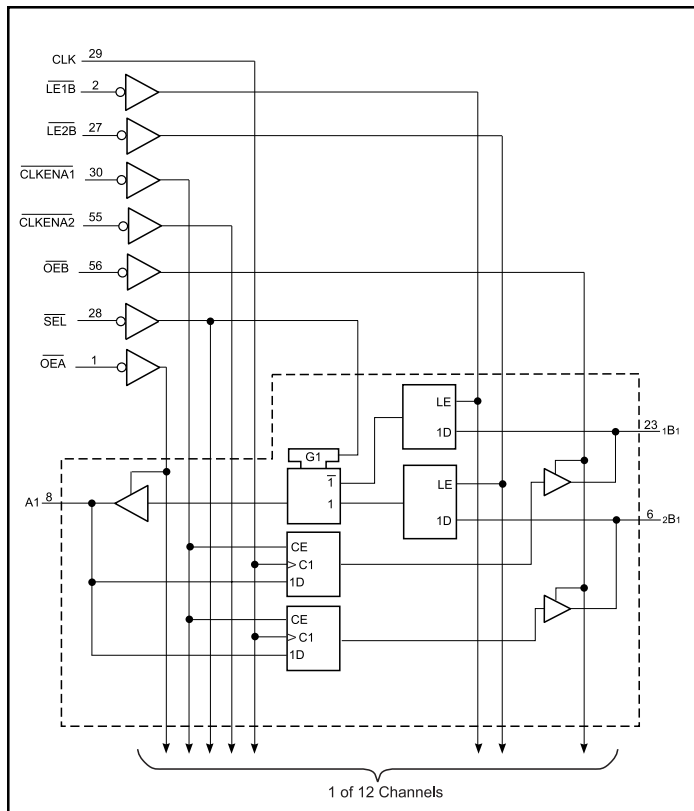 CLK 29
LE1B 2
LE2B 27
CLKENA1 30
CLKENA2 55
OEB 56
SEL 28
OEA 1
LE
1D
23 1B1
G1
1
1
LE
1D
A1 8
6 2B1
CE
C1
1D
CE
C1
1D
1 of 12 Channels